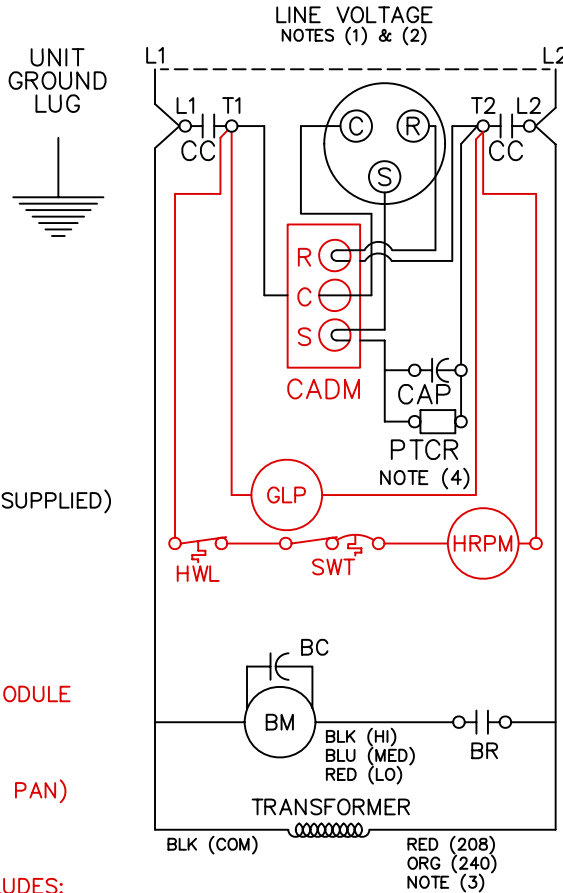 LINE VOLTAGE
NOTES (1) & (2)
L1
L2
UNIT
GROUND
LUG
L1
T1
T2
L2
CC
CC
C
R
S
R
C
S
CADM
CAP
PTCR
NOTE (4)
SUPPLIED)
GLP
HWL
SWT
HRPM
BC
ODULE
BM
BLK (HI)
BLU (MED)
RED (LO)
BR
PAN)
TRANSFORMER
BLK (COM)
RED (208)
ORG (240)
NOTE (3)
UDES: